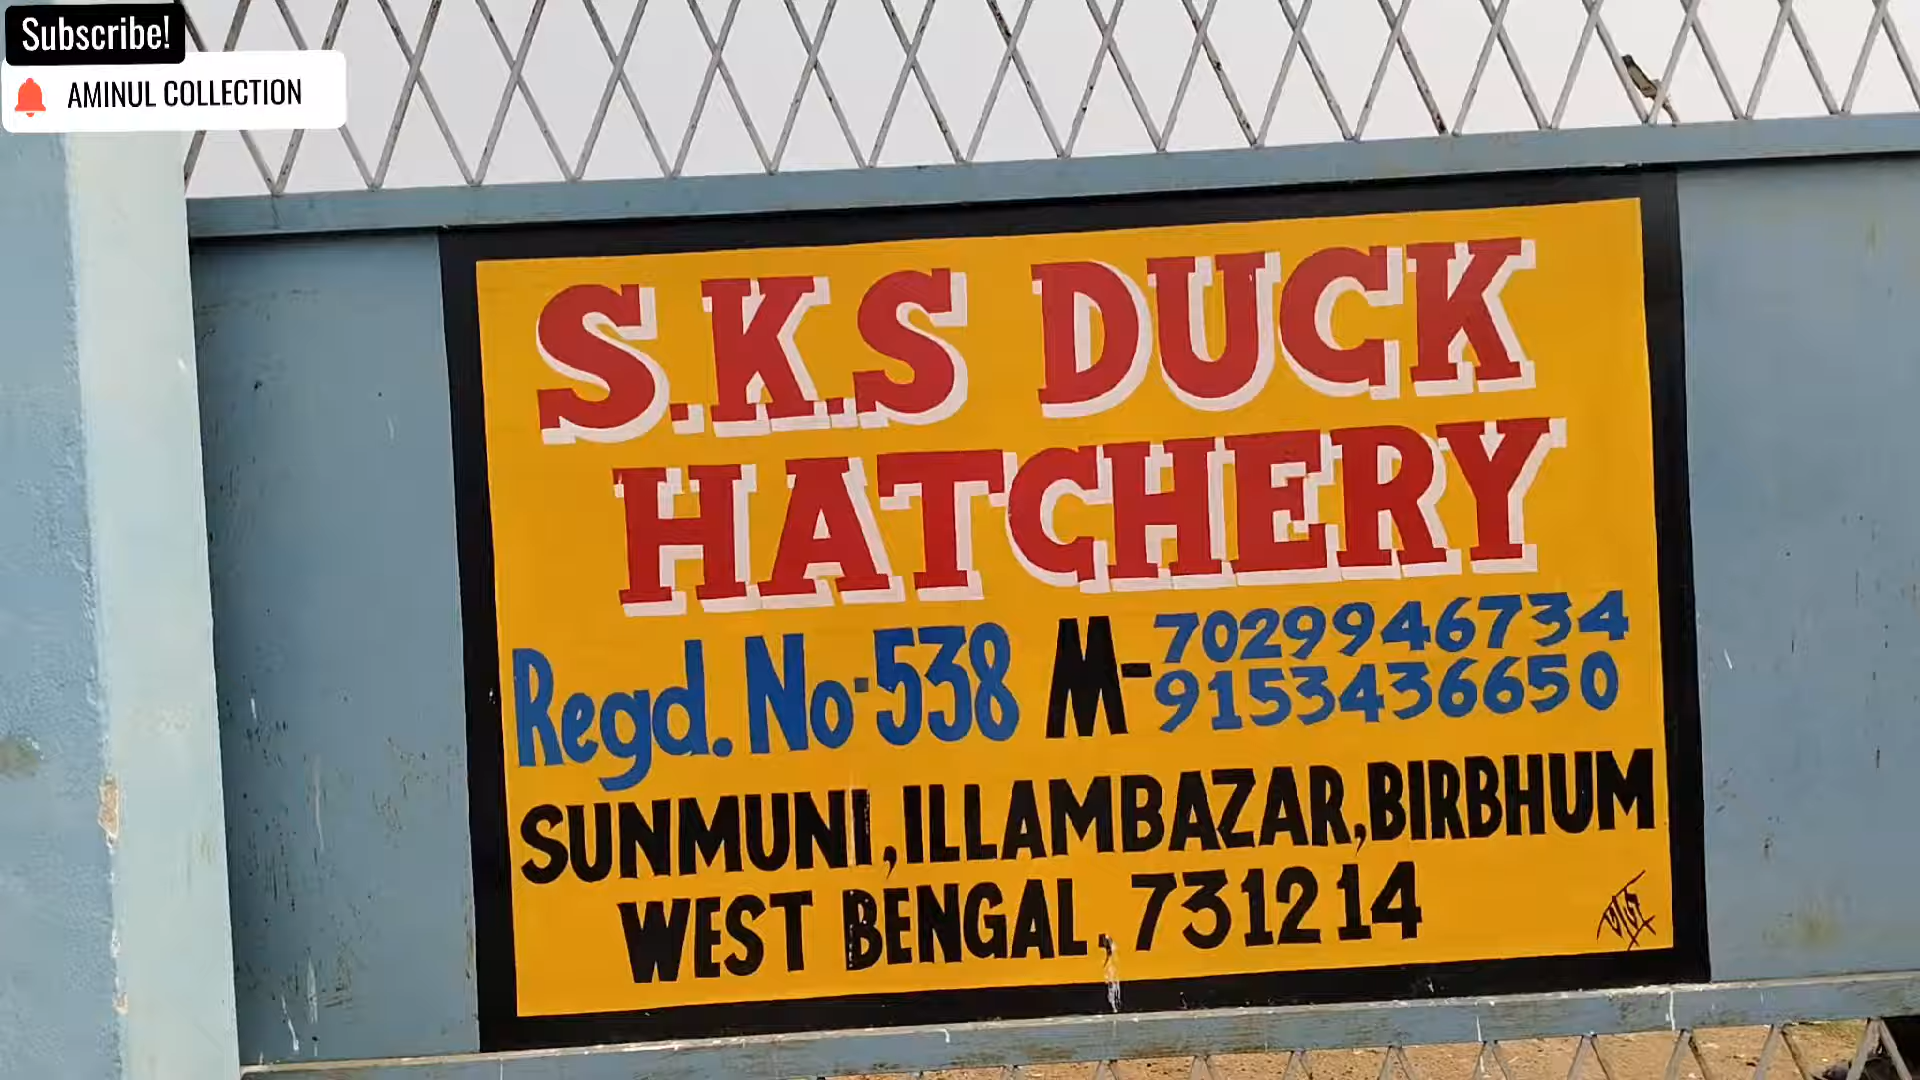 Subscribe!
AMINUL COLLECTION
S.K.S DUCK
HATCHERY
Regd. No-538 M-7029946734
9153436650
SUNMUNI, ILLAMBAZAR, BIRBHUM
WEST BENGAL, 731214